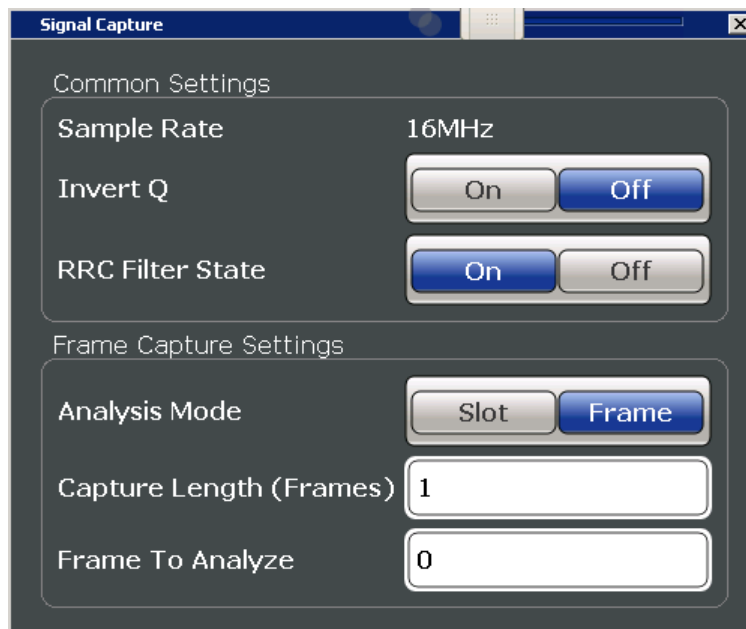 Signal Capture
Common Settings
Sample Rate 16MHz
Invert Q On Off
RRC Filter State On Off
Frame Capture Settings
Analysis Mode Slot Frame
Capture Length (Frames) 1
Frame To Analyze 0